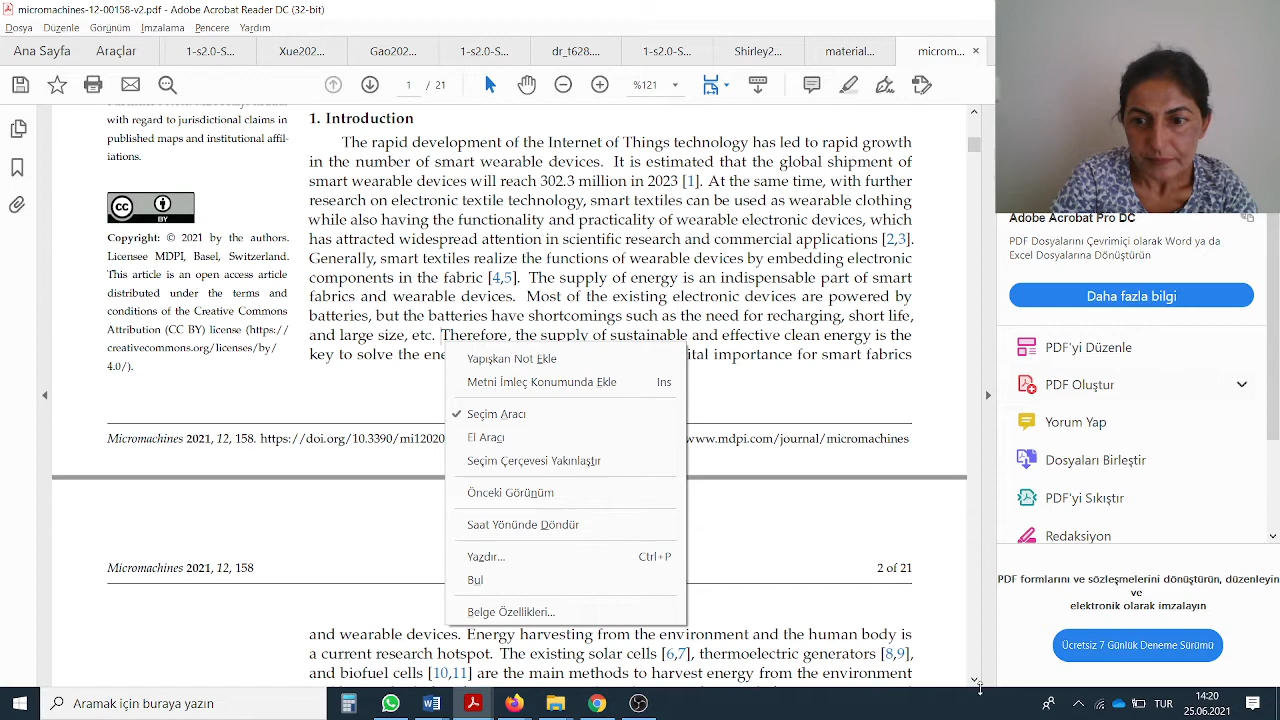 micromachines-12-00158-v2.pdf - Adobe Acrobat Reader DC (32-bit)
Dosya Düzenle Görünüm İmzalama Pencere Yardım
Ana Sayfa Araçlar 1-s2.0-S... Xue202... Gao202... 1-s2.0-S... dr_1628... 1-s2.0-S... Shirley2... material... microm... ×
1 / 21 %121
with regard to jurisdictional claims in
published maps and institutional affil-
iations.
CC BY
Copyright: © 2021 by the authors.
Licensee MDPI, Basel, Switzerland.
This article is an open access article
distributed under the terms and
conditions of the Creative Commons
Attribution (CC BY) license (https://
creativecommons.org/licenses/by/
4.0/).
1. Introduction
The rapid development of the Internet of Things technology has led to rapid growth
in the number of smart wearable devices. It is estimated that the global shipment of
smart wearable devices will reach 302.3 million in 2023 [1]. At the same time, with further
research on electronic textile technology, smart textiles can be used as wearable clothing
while also having the functionality and practicality of wearable electronic devices, which
has attracted widespread attention in scientific research and commercial applications [2,3].
Generally, smart textiles realize the functions of wearable devices by embedding electronic
components in the fabric [4,5]. The supply of energy is an indispensable part of smart
fabrics and wearable devices. Most of the existing electronic devices are powered by
batteries, but the batteries have shortcomings such as the need for recharging, short life,
and large size, etc. Therefore, the supply of sustainable and effective clean energy is the
key to solve the ene ital importance for smart fabrics
Micromachines 2021, 12, 158. https://doi.org/10.3390/mi12020 www.mdpi.com/journal/micromachines
Yapışkan Not Ekle
Metni İmleç Konumunda Ekle Ins
Seçim Aracı
El Aracı
Seçim Çerçevesi Yakınlaştır
Önceki Görünüm
Saat Yönünde Döndür
Yazdır... Ctrl+P
Bul
Belge Özellikleri...
Micromachines 2021, 12, 158 2 of 21
and wearable devices. Energy harvesting from the environment and the human body is
a current research hotspot. The existing solar cells [6,7], thermoelectric generators [8,9],
and biofuel cells [10,11] are the main methods to harvest energy from the environment
Adobe Acrobat Pro DC
PDF Dosyalarını Çevrimiçi olarak Word ya da
Excel Dosyalarına Dönüştürün
Daha fazla bilgi
PDF'yi Düzenle
PDF Oluştur
Yorum Yap
Dosyaları Birleştir
PDF'yi Sıkıştır
Redaksiyon
PDF formlarını ve sözleşmelerini dönüştürün, düzenleyin
ve
elektronik olarak imzalayın
Ücretsiz 7 Günlük Deneme Sürümü
Aramak için buraya yazın
TUR 14:20
25.06.2021